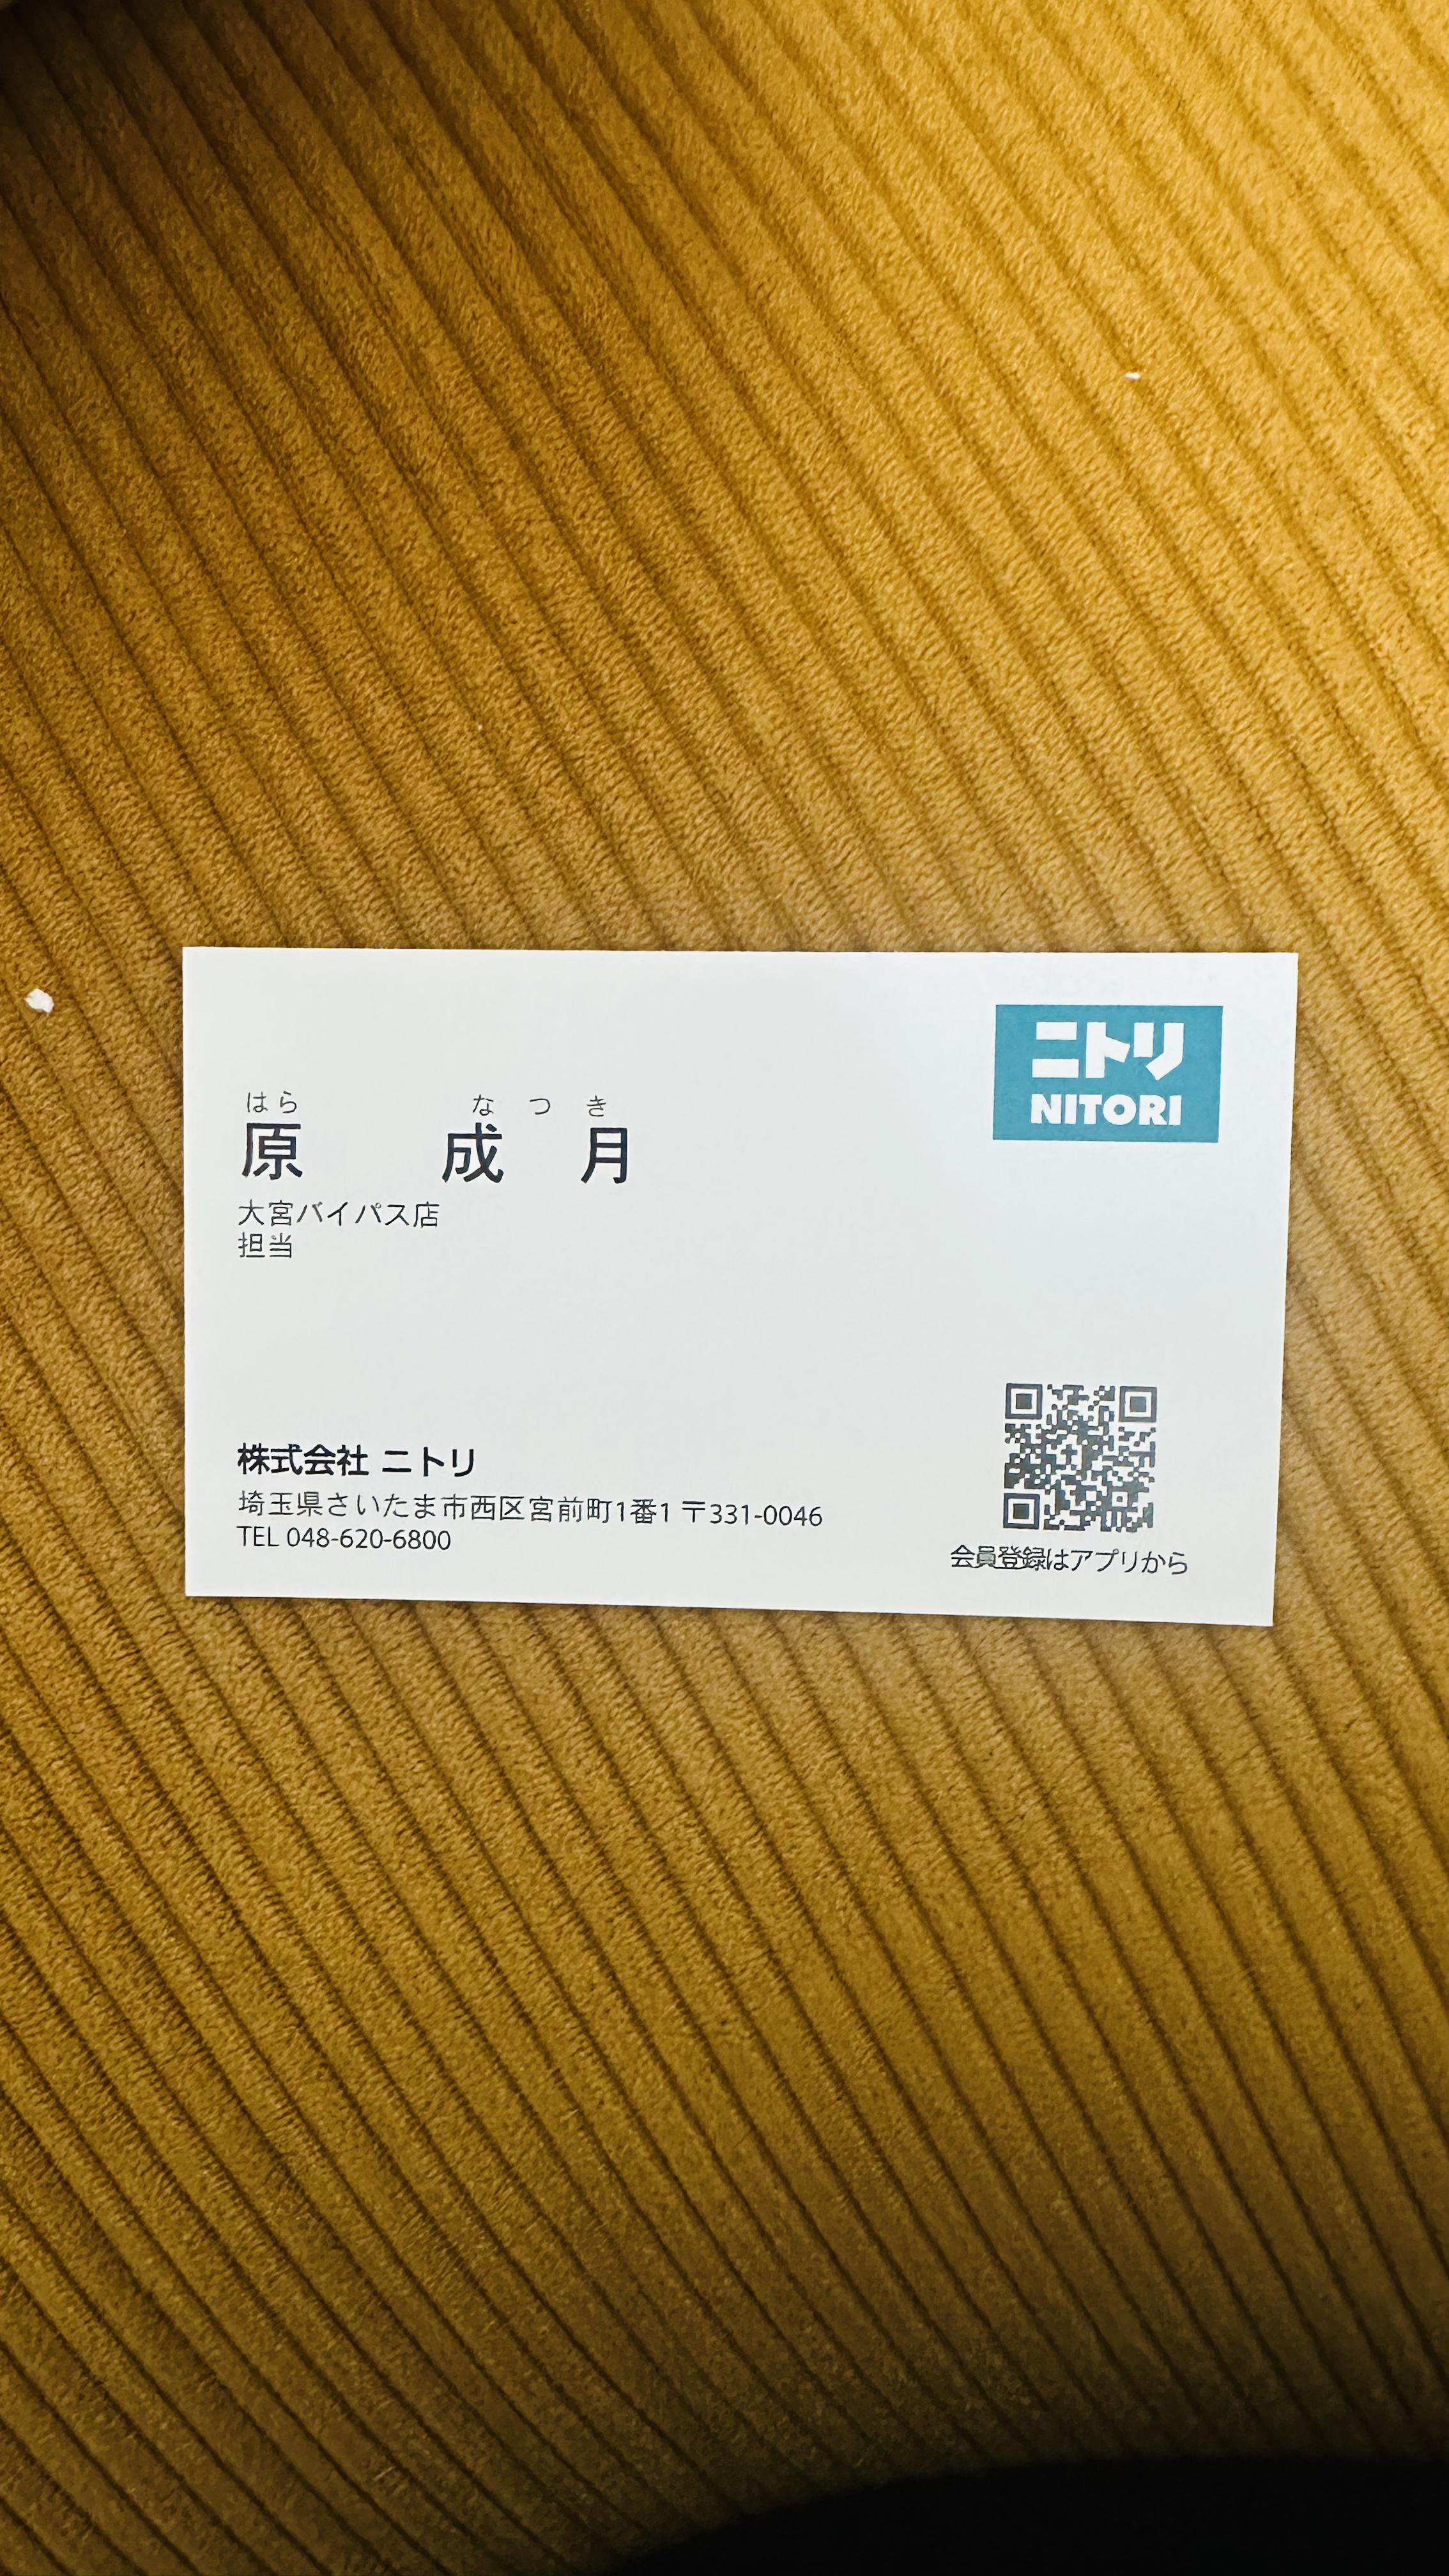 ニトリ
NITORI
はら なつき
原 成月
大宮バイパス店
担当
株式会社 ニトリ
埼玉県さいたま市西区宮前町1番1 〒331-0046
TEL 048-620-6800
会員登録はアプリから